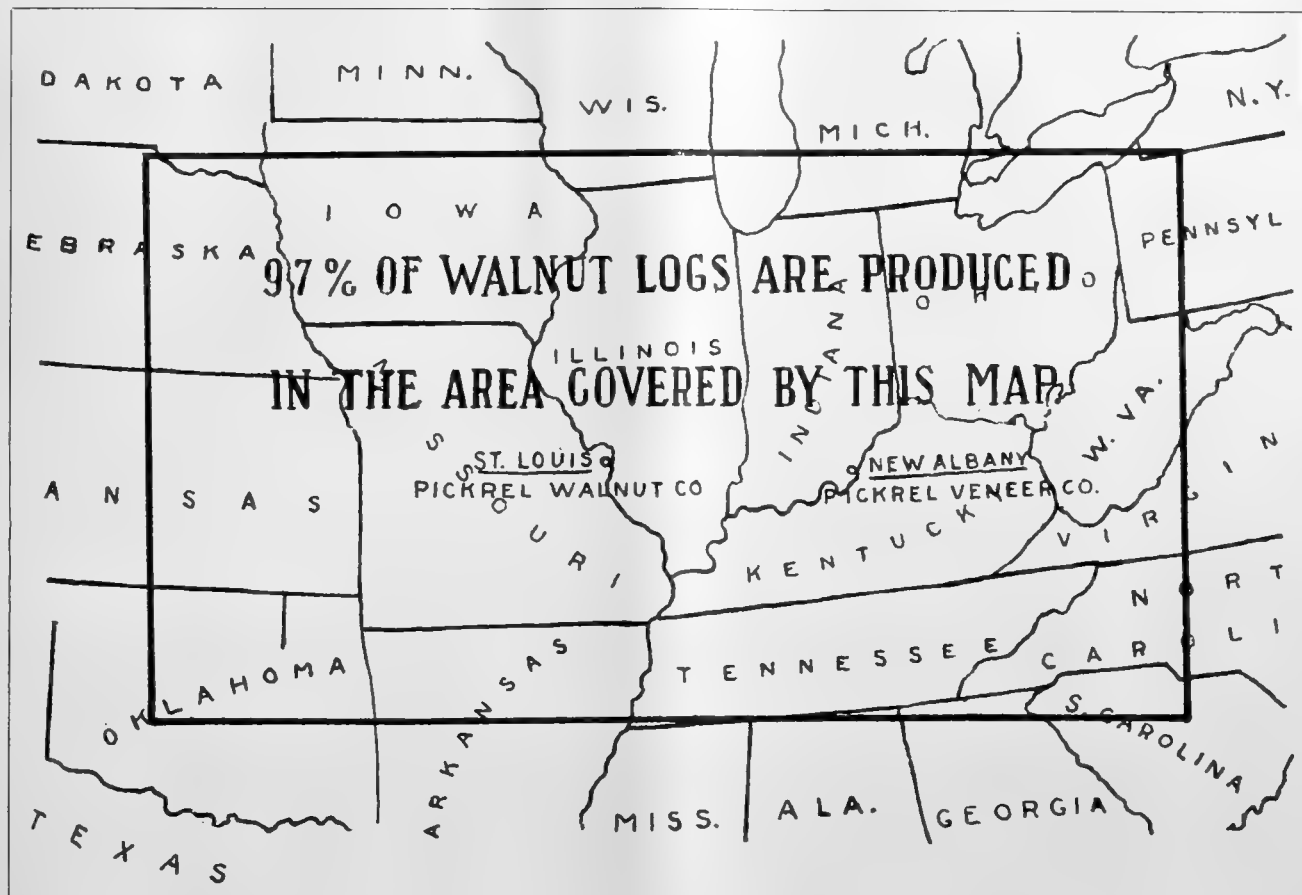 DAKOTA
MINN.
WIS.
MICH.
N.Y.
IOWA
EBRASKA
PENNSYL
97% OF WALNUT LOGS ARE PRODUCED
OHIO
ILLINOIS
INDIANA
IN THE AREA COVERED BY THIS MAP
MISSOURI
W. VA.
ST. LOUIS
PICKREL WALNUT CO
NEW ALBANY
PICKREL VENEER CO.
ANSAS
KENTUCK
VIRGIN
NORT
CAROLI
TENNESSEE
OKLAHOMA
ARKANSAS
S. CAROLINA
MISS.
ALA.
GEORGIA
TEXAS